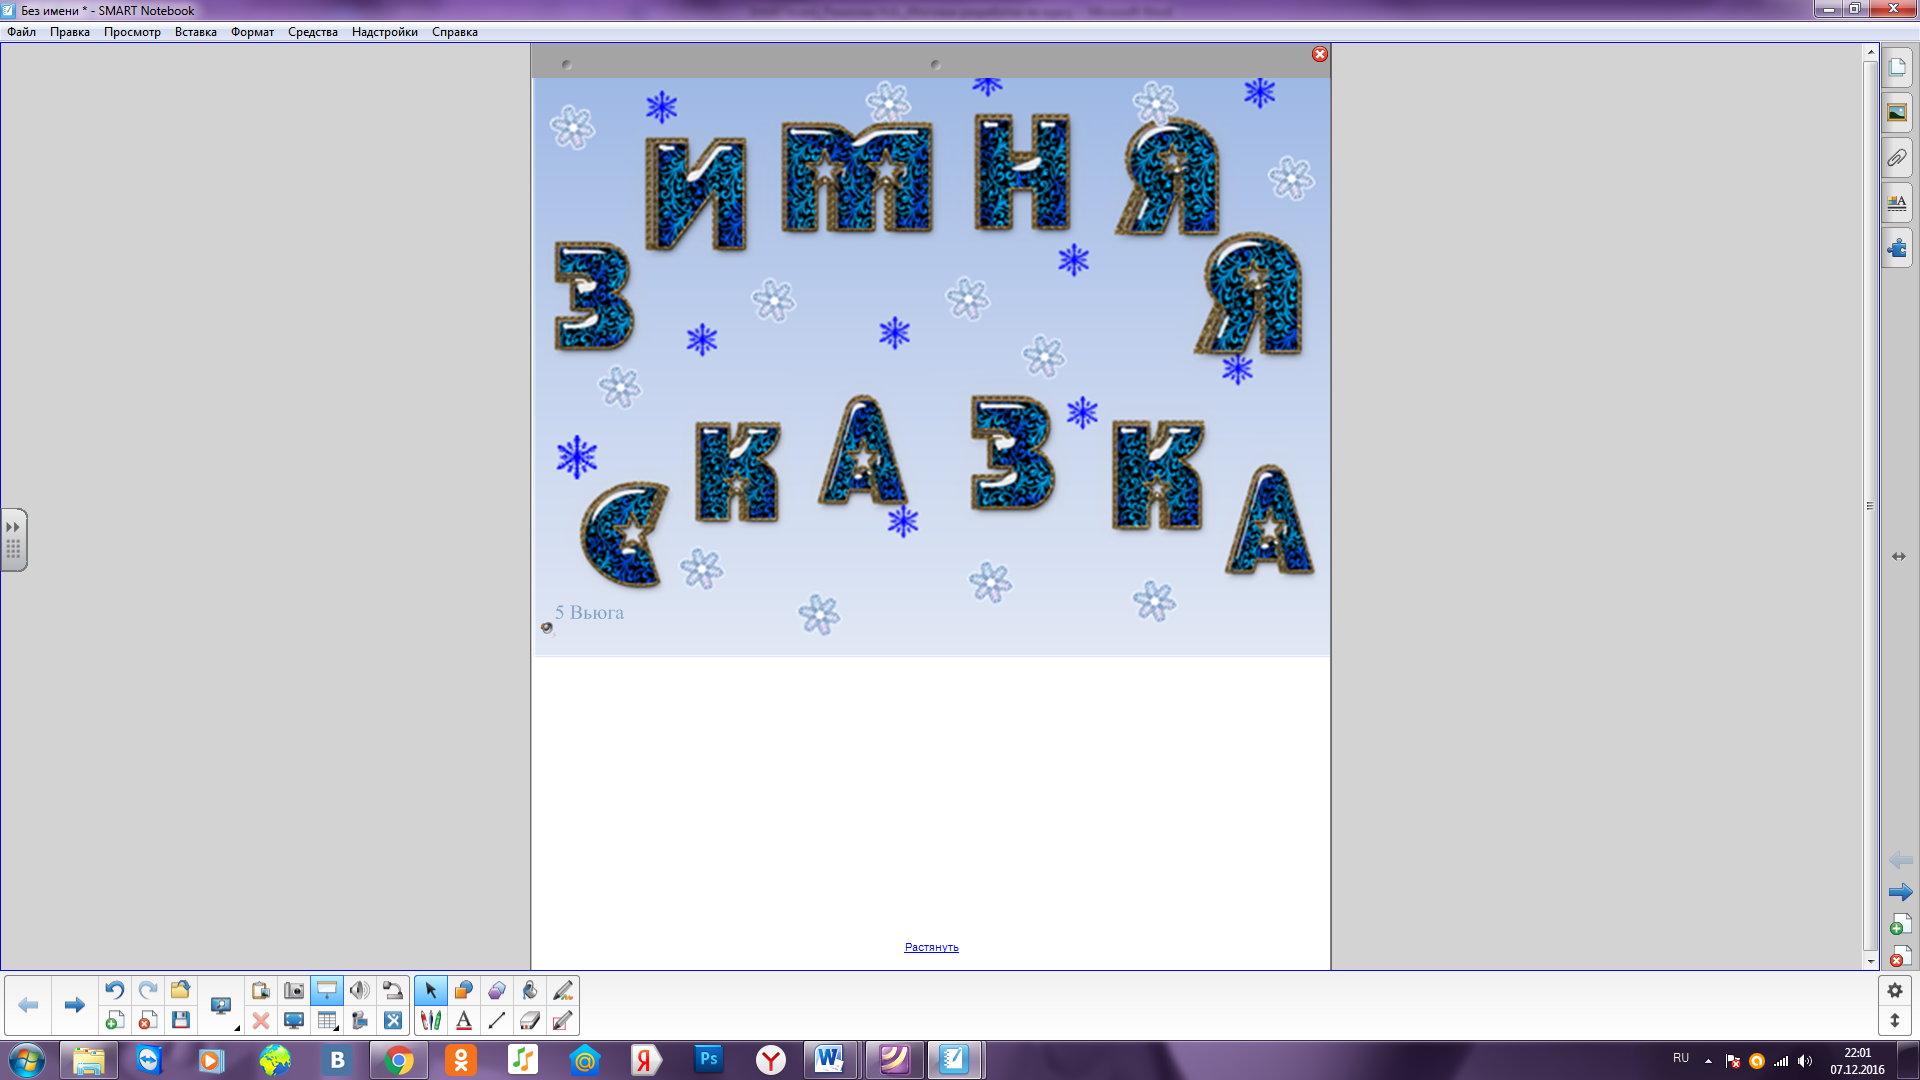 Без имени * - SMART Notebook
Файл Правка Просмотр Вставка Формат Средства Надстройки Справка
ЗИМНЯЯ
СКАЗКА
5 Вьюга
Растянуть
RU
22:01
07.12.2016